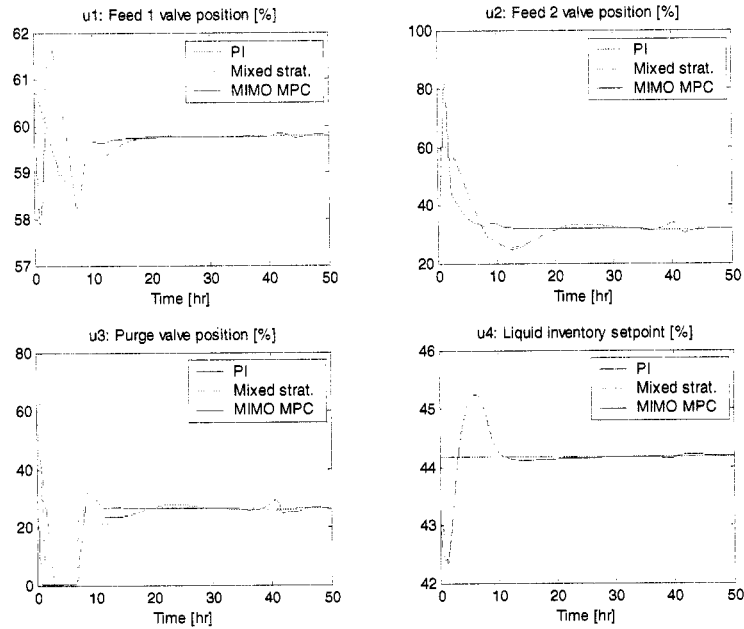 u1: Feed 1 valve position [%]
62
61
60
59
58
57
0 10 20 30 40 50
Time [hr]
PI
Mixed strat.
MIMO MPC
u2: Feed 2 valve position [%]
100
80
60
40
20
0 10 20 30 40 50
Time [hr]
PI
Mixed strat.
MIMO MPC
u3: Purge valve position [%]
80
60
40
20
0
0 10 20 30 40 50
Time [hr]
PI
Mixed strat.
MIMO MPC
u4: Liquid inventory setpoint [%]
46
45
44
43
42
0 10 20 30 40 50
Time [hr]
PI
Mixed strat.
MIMO MPC